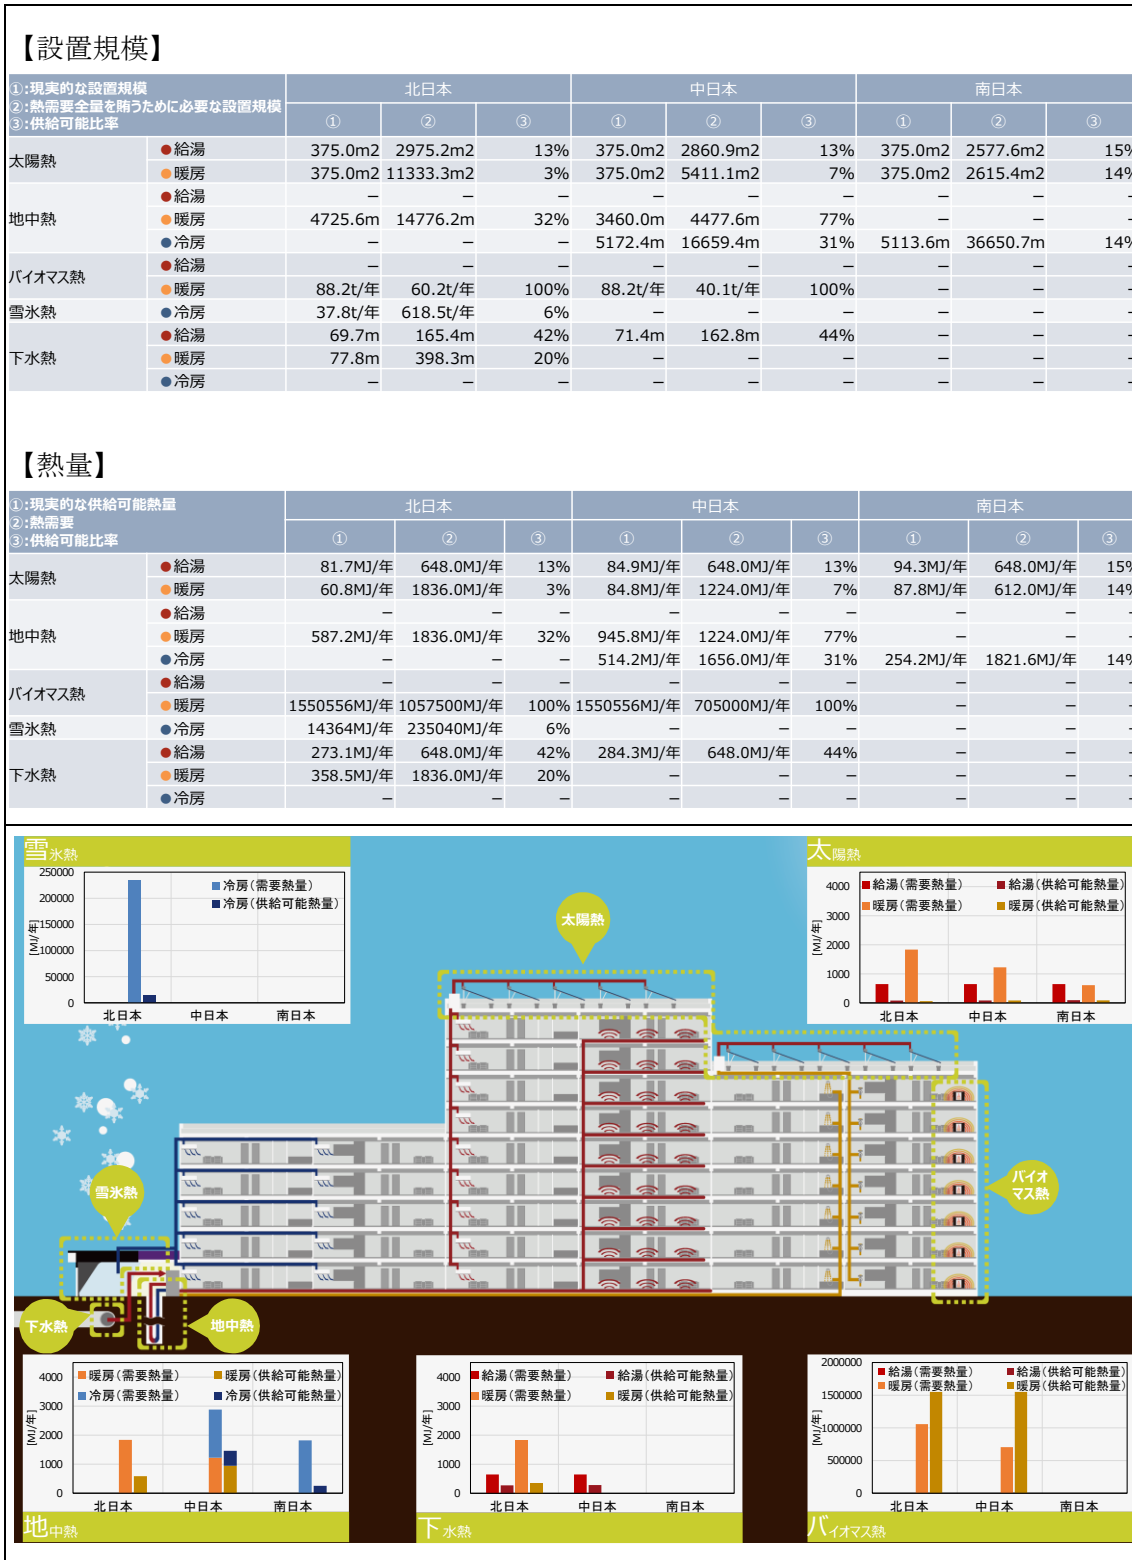 【設置規模】
①:現実的な設置規模
②:熱需要全量を賄うために必要な設置規模
③:供給可能比率
北日本 中日本 南日本
① ② ③ ① ② ③ ① ② ③
太陽熱 ●給湯 375.0m2 2975.2m2 13% 375.0m2 2860.9m2 13% 375.0m2 2577.6m2 15%
●暖房 375.0m2 11333.3m2 3% 375.0m2 5411.1m2 7% 375.0m2 2615.4m2 14%
地中熱 ●給湯 − − − − − − − − −
●暖房 4725.6m 14776.2m 32% 3460.0m 4477.6m 77% − − −
●冷房 − − − 5172.4m 16659.4m 31% 5113.6m 36650.7m 14%
バイオマス熱 ●給湯 − − − − − − − − −
●暖房 88.2t/年 60.2t/年 100% 88.2t/年 40.1t/年 100% − − −
雪氷熱 ●冷房 37.8t/年 618.5t/年 6% − − − − − −
下水熱 ●給湯 69.7m 165.4m 42% 71.4m 162.8m 44% − − −
●暖房 77.8m 398.3m 20% − − − − − −
●冷房 − − − − − − − − −
【熱量】
①:現実的な供給可能熱量
②:熱需要
③:供給可能比率
北日本 中日本 南日本
① ② ③ ① ② ③ ① ② ③
太陽熱 ●給湯 81.7MJ/年 648.0MJ/年 13% 84.9MJ/年 648.0MJ/年 13% 94.3MJ/年 648.0MJ/年 15%
●暖房 60.8MJ/年 1836.0MJ/年 3% 84.8MJ/年 1224.0MJ/年 7% 87.8MJ/年 612.0MJ/年 14%
地中熱 ●給湯 − − − − − − − − −
●暖房 587.2MJ/年 1836.0MJ/年 32% 945.8MJ/年 1224.0MJ/年 77% − − −
●冷房 − − − 514.2MJ/年 1656.0MJ/年 31% 254.2MJ/年 1821.6MJ/年 14%
バイオマス熱 ●給湯 − − − − − − − − −
●暖房 1550556MJ/年 1057500MJ/年 100% 1550556MJ/年 705000MJ/年 100% − − −
雪氷熱 ●冷房 14364MJ/年 235040MJ/年 6% − − − − − −
下水熱 ●給湯 273.1MJ/年 648.0MJ/年 42% 284.3MJ/年 648.0MJ/年 44% − − −
●暖房 358.5MJ/年 1836.0MJ/年 20% − − − − − −
●冷房 − − − − − − − − −
雪氷熱
[MJ/年]
250000
200000
150000
100000
50000
0
冷房(需要熱量)
冷房(供給可能熱量)
北日本 中日本 南日本
太陽熱
[MJ/年]
4000
3000
2000
1000
0
給湯(需要熱量) 給湯(供給可能熱量)
暖房(需要熱量) 暖房(供給可能熱量)
北日本 中日本 南日本
太陽熱
バイオ
マス熱
雪氷熱
下水熱
地中熱
[MJ/年]
4000
3000
2000
1000
0
暖房(需要熱量) 暖房(供給可能熱量)
冷房(需要熱量) 冷房(供給可能熱量)
北日本 中日本 南日本
地中熱
[MJ/年]
4000
3000
2000
1000
0
給湯(需要熱量) 給湯(供給可能熱量)
暖房(需要熱量) 暖房(供給可能熱量)
北日本 中日本 南日本
下水熱
[MJ/年]
2000000
1500000
1000000
500000
0
給湯(需要熱量) 給湯(供給可能熱量)
暖房(需要熱量) 暖房(供給可能熱量)
北日本 中日本 南日本
バイオマス熱